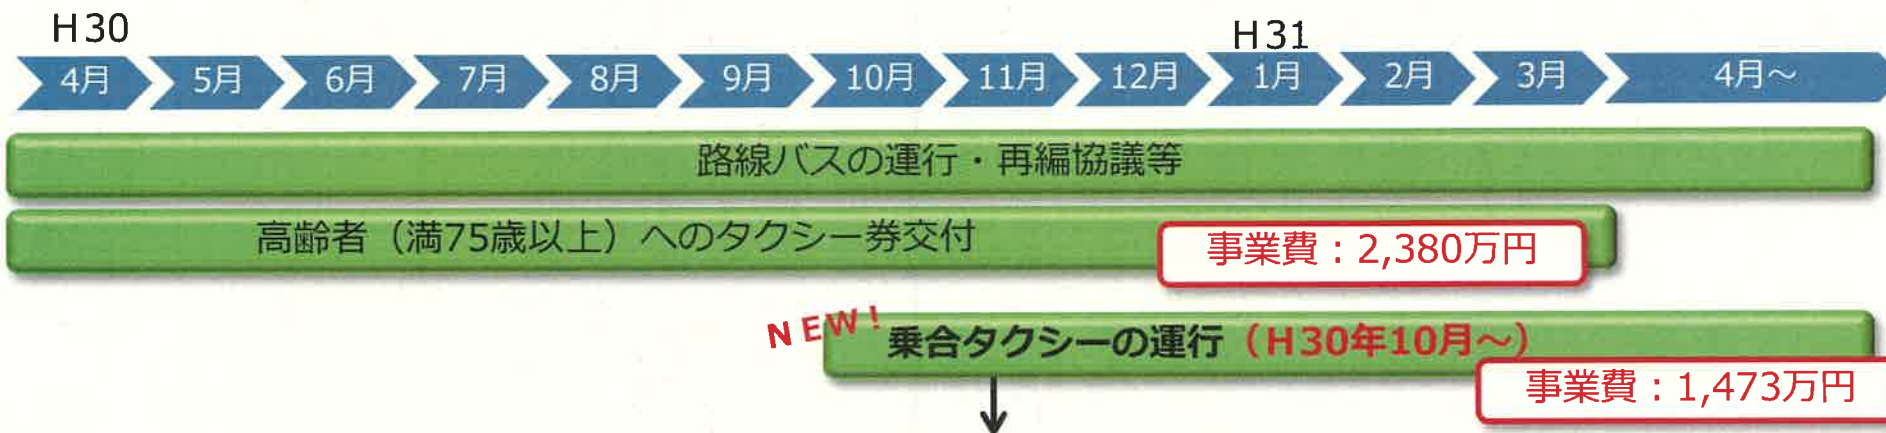 H30
H31
4月 5月 6月 7月 8月 9月 10月 11月 12月 1月 2月 3月 4月～
路線バスの運行・再編協議等
高齢者（満75歳以上）へのタクシー券交付
事業費：2,380万円
NEW!
乗合タクシーの運行（H30年10月～）
事業費：1,473万円